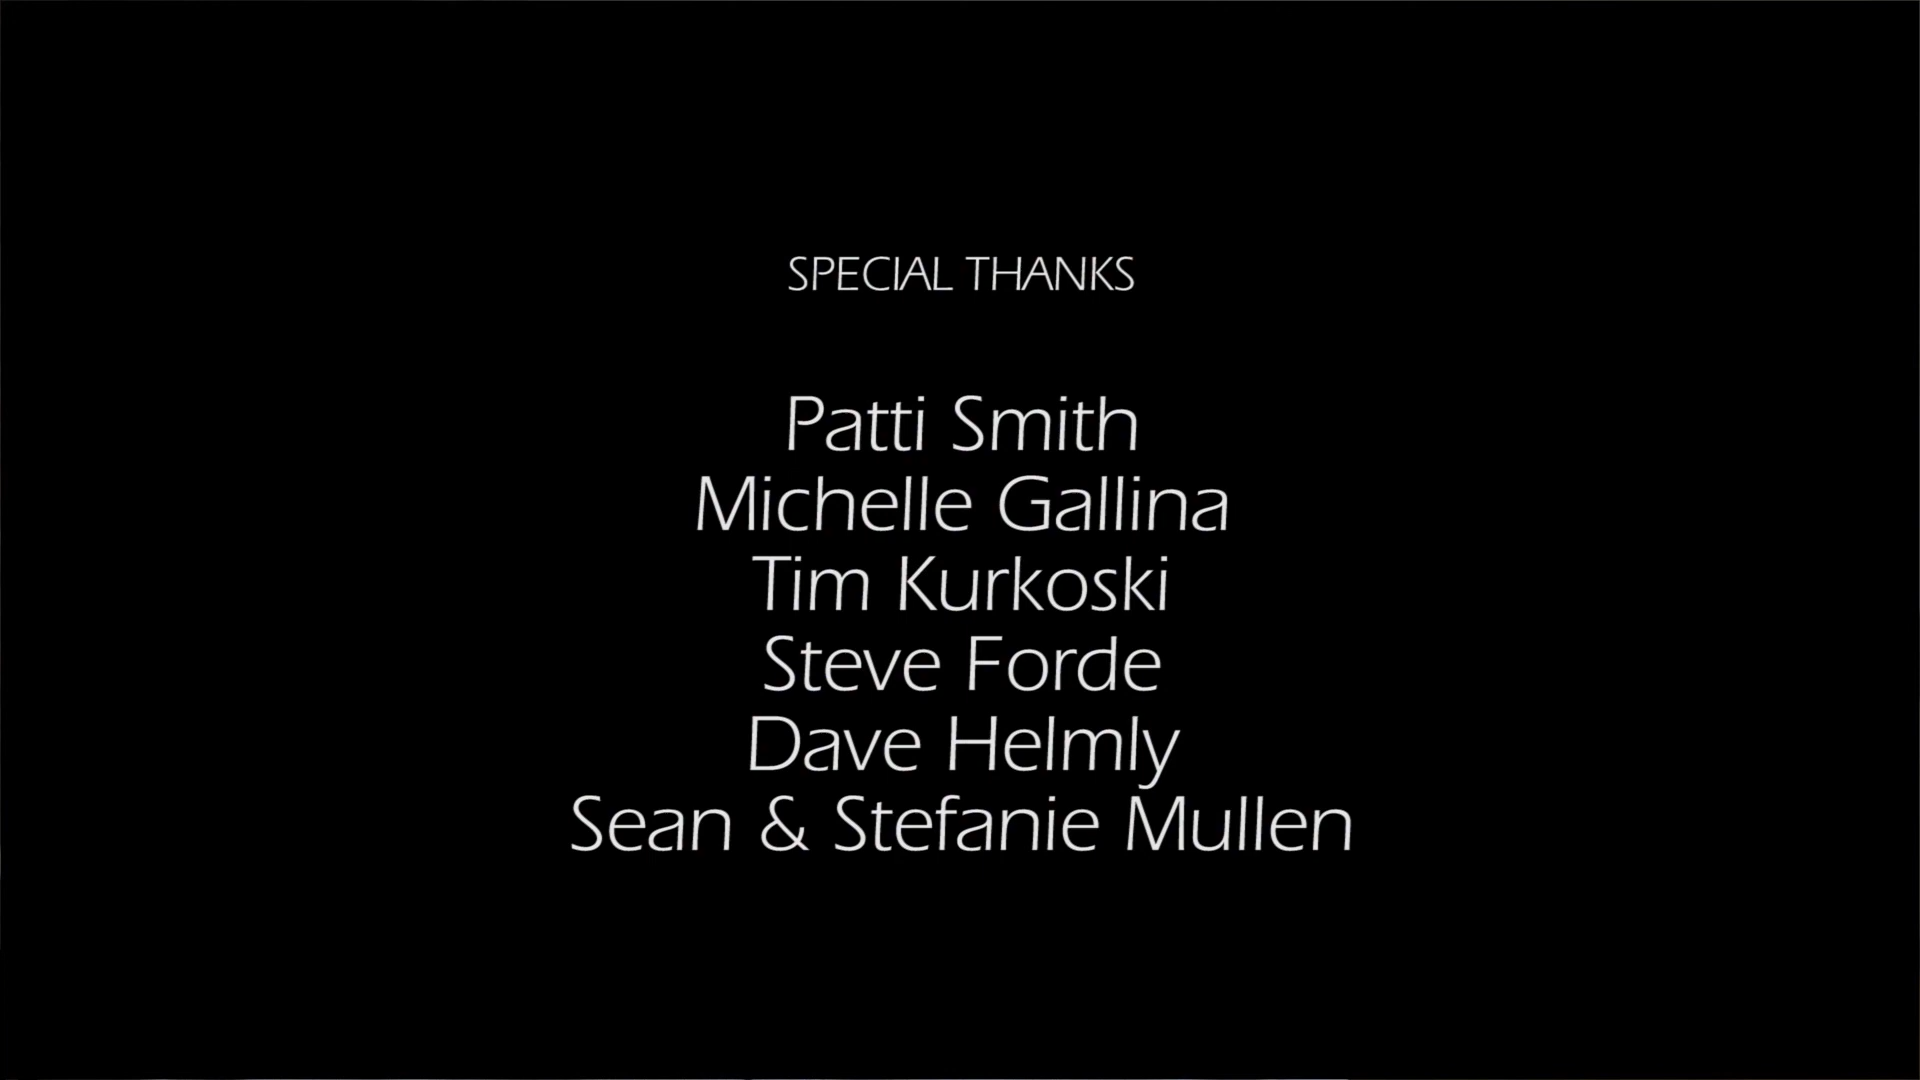 SPECIAL THANKS
Patti Smith
Michelle Gallina
Tim Kurkoski
Steve Forde
Dave Helmly
Sean & Stefanie Mullen